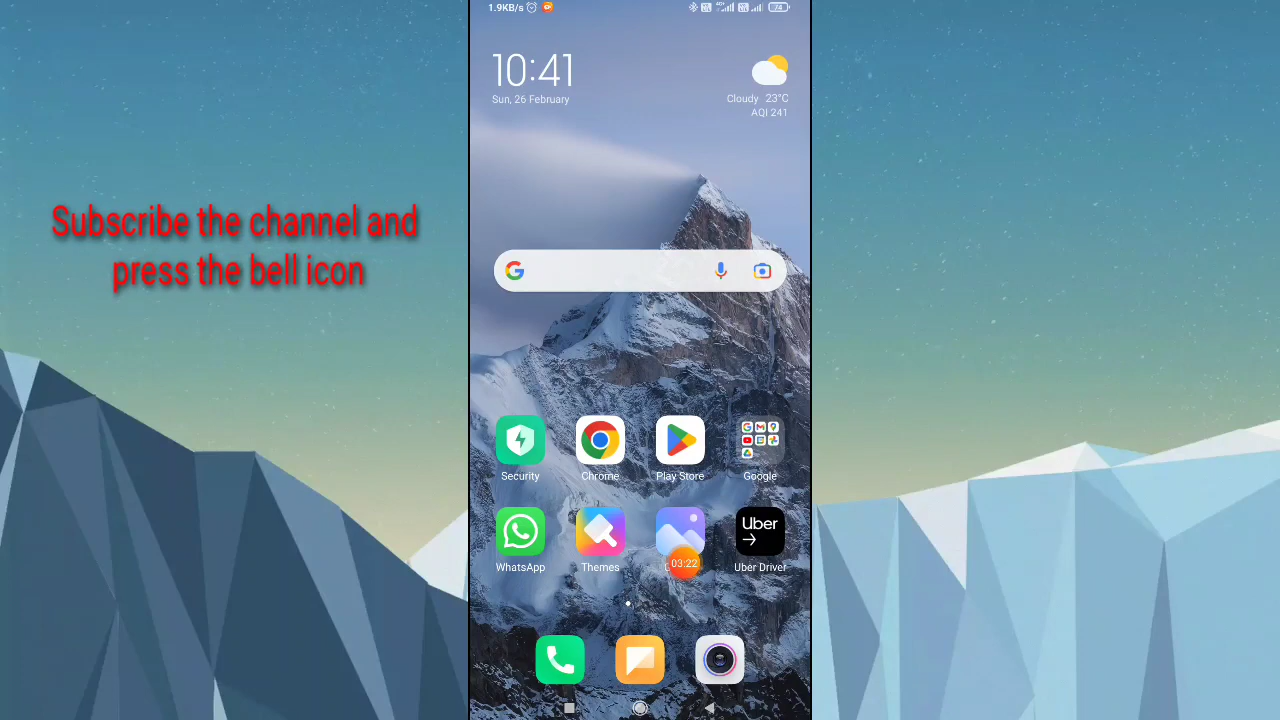 1.9KB/s
74
10:41
Sun, 26 February
Cloudy 23°C
AQI 241
Subscribe the channel and
press the bell icon
Security
Chrome
Play Store
Google
Uber
WhatsApp
Themes
03:22
Uber Driver